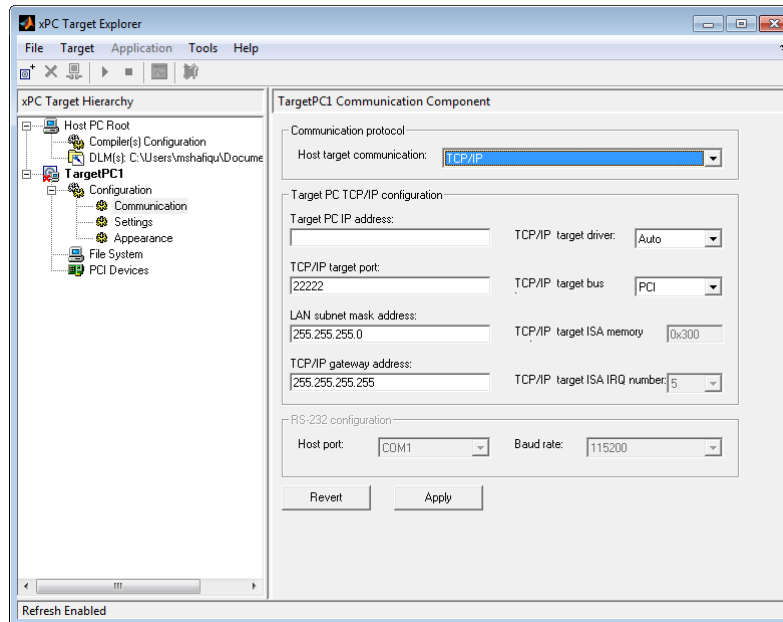 xPC Target Explorer
File Target Application Tools Help
xPC Target Hierarchy
Host PC Root
Compiler(s) Configuration
DLM(s): C:\Users\mshafiqu\Docume
TargetPC1
Configuration
Communication
Settings
Appearance
File System
PCI Devices
TargetPC1 Communication Component
Communication protocol
Host target communication: TCP/IP
Target PC TCP/IP configuration
Target PC IP address:
TCP/IP target driver: Auto
TCP/IP target port:
22222
TCP/IP target bus PCI
LAN subnet mask address:
255.255.255.0
TCP/IP target ISA memory 0x300
TCP/IP gateway address:
255.255.255.255
TCP/IP target ISA IRQ number: 5
RS-232 configuration
Host port: COM1 Baud rate: 115200
Revert Apply
Refresh Enabled